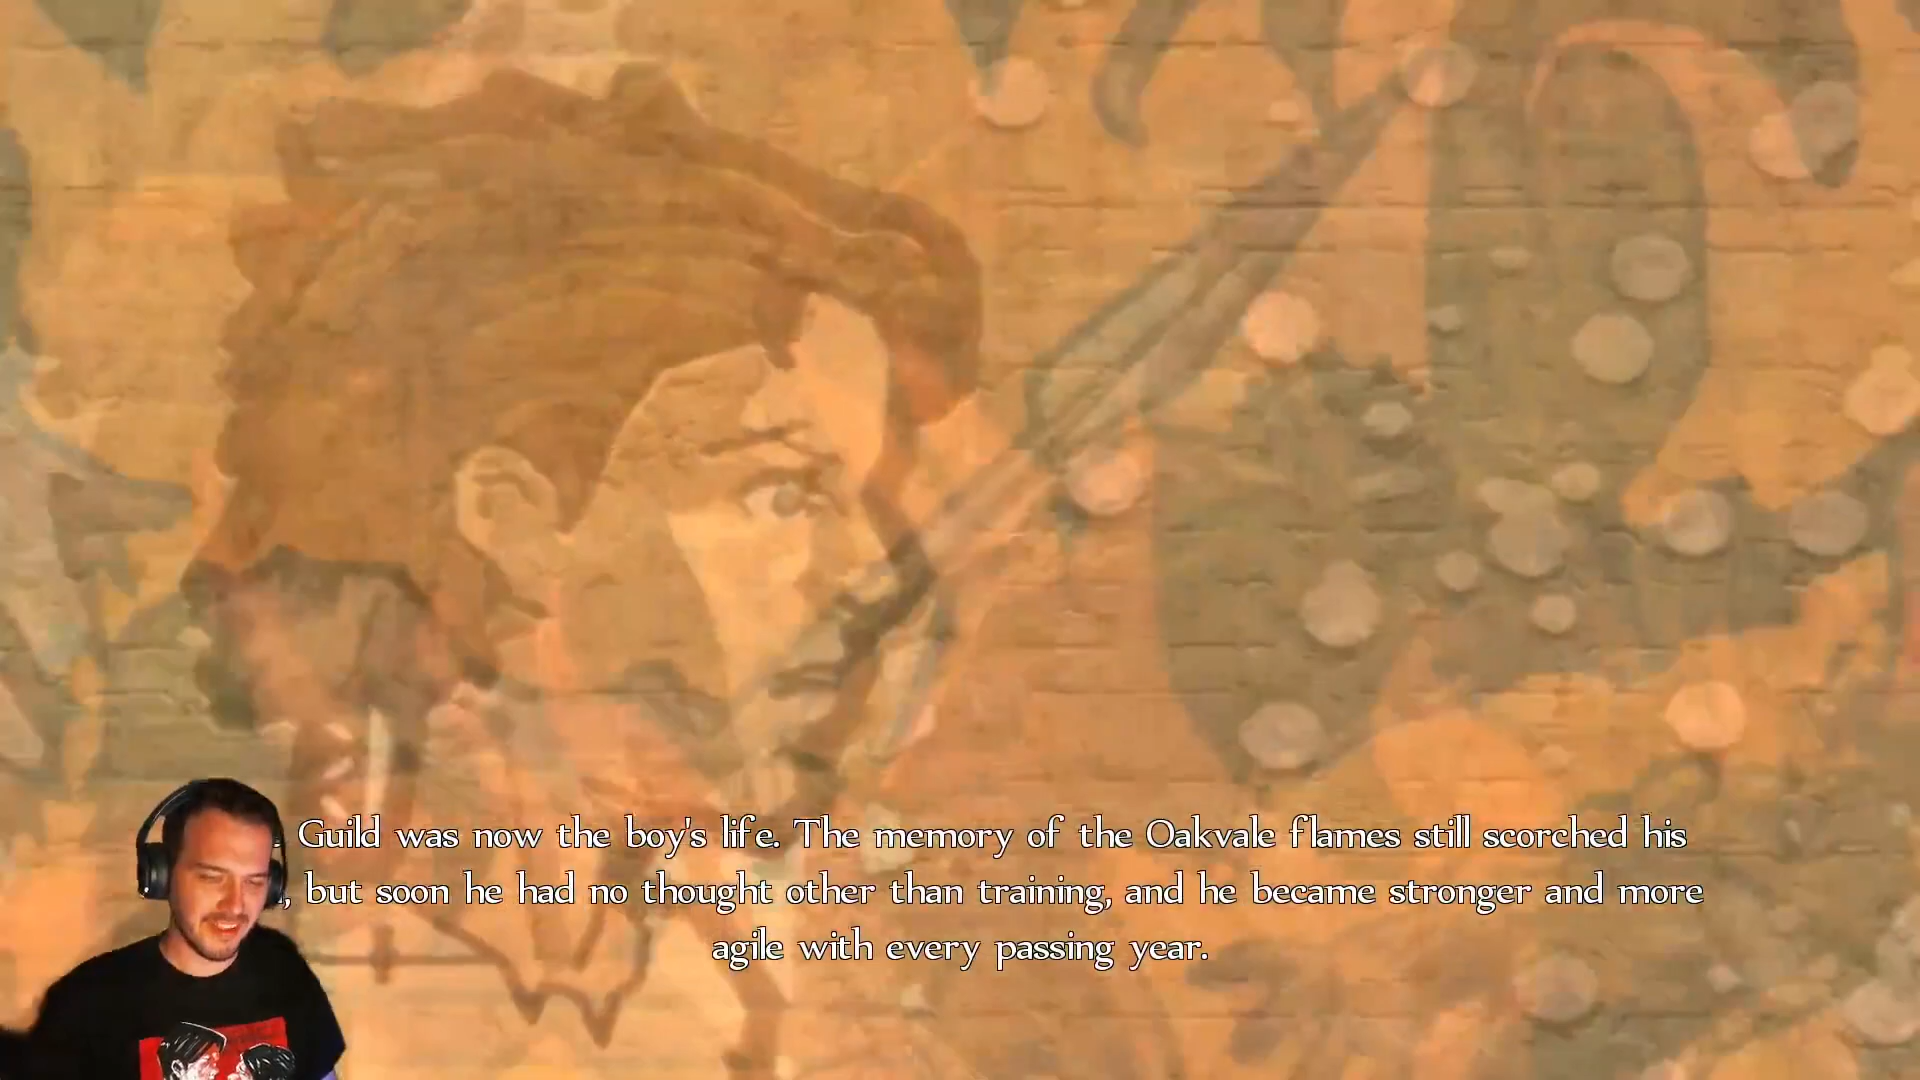 Guild was now the boy's life. The memory of the Oakvale flames still scorched his
, but soon he had no thought other than training, and he became stronger and more
agile with every passing year.